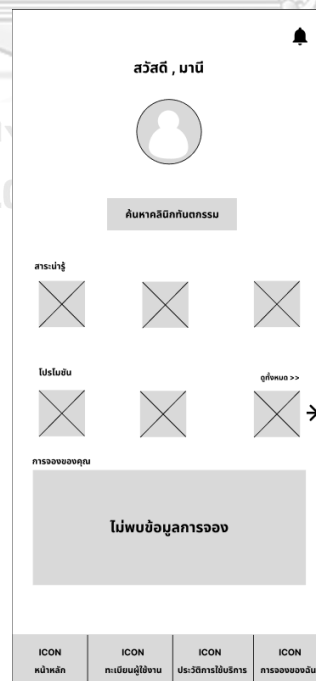 สวัสดี , มานี
ค้นหาคลินิกทันตกรรม
สาระน่ารู้
โปรโมชัน
ดูทั้งหมด >>
การจองของคุณ
ไม่พบข้อมูลการจอง
ICON ICON ICON ICON
หน้าหลัก ทะเบียนผู้ใช้งาน ประวัติการใช้บริการ การจองของฉัน